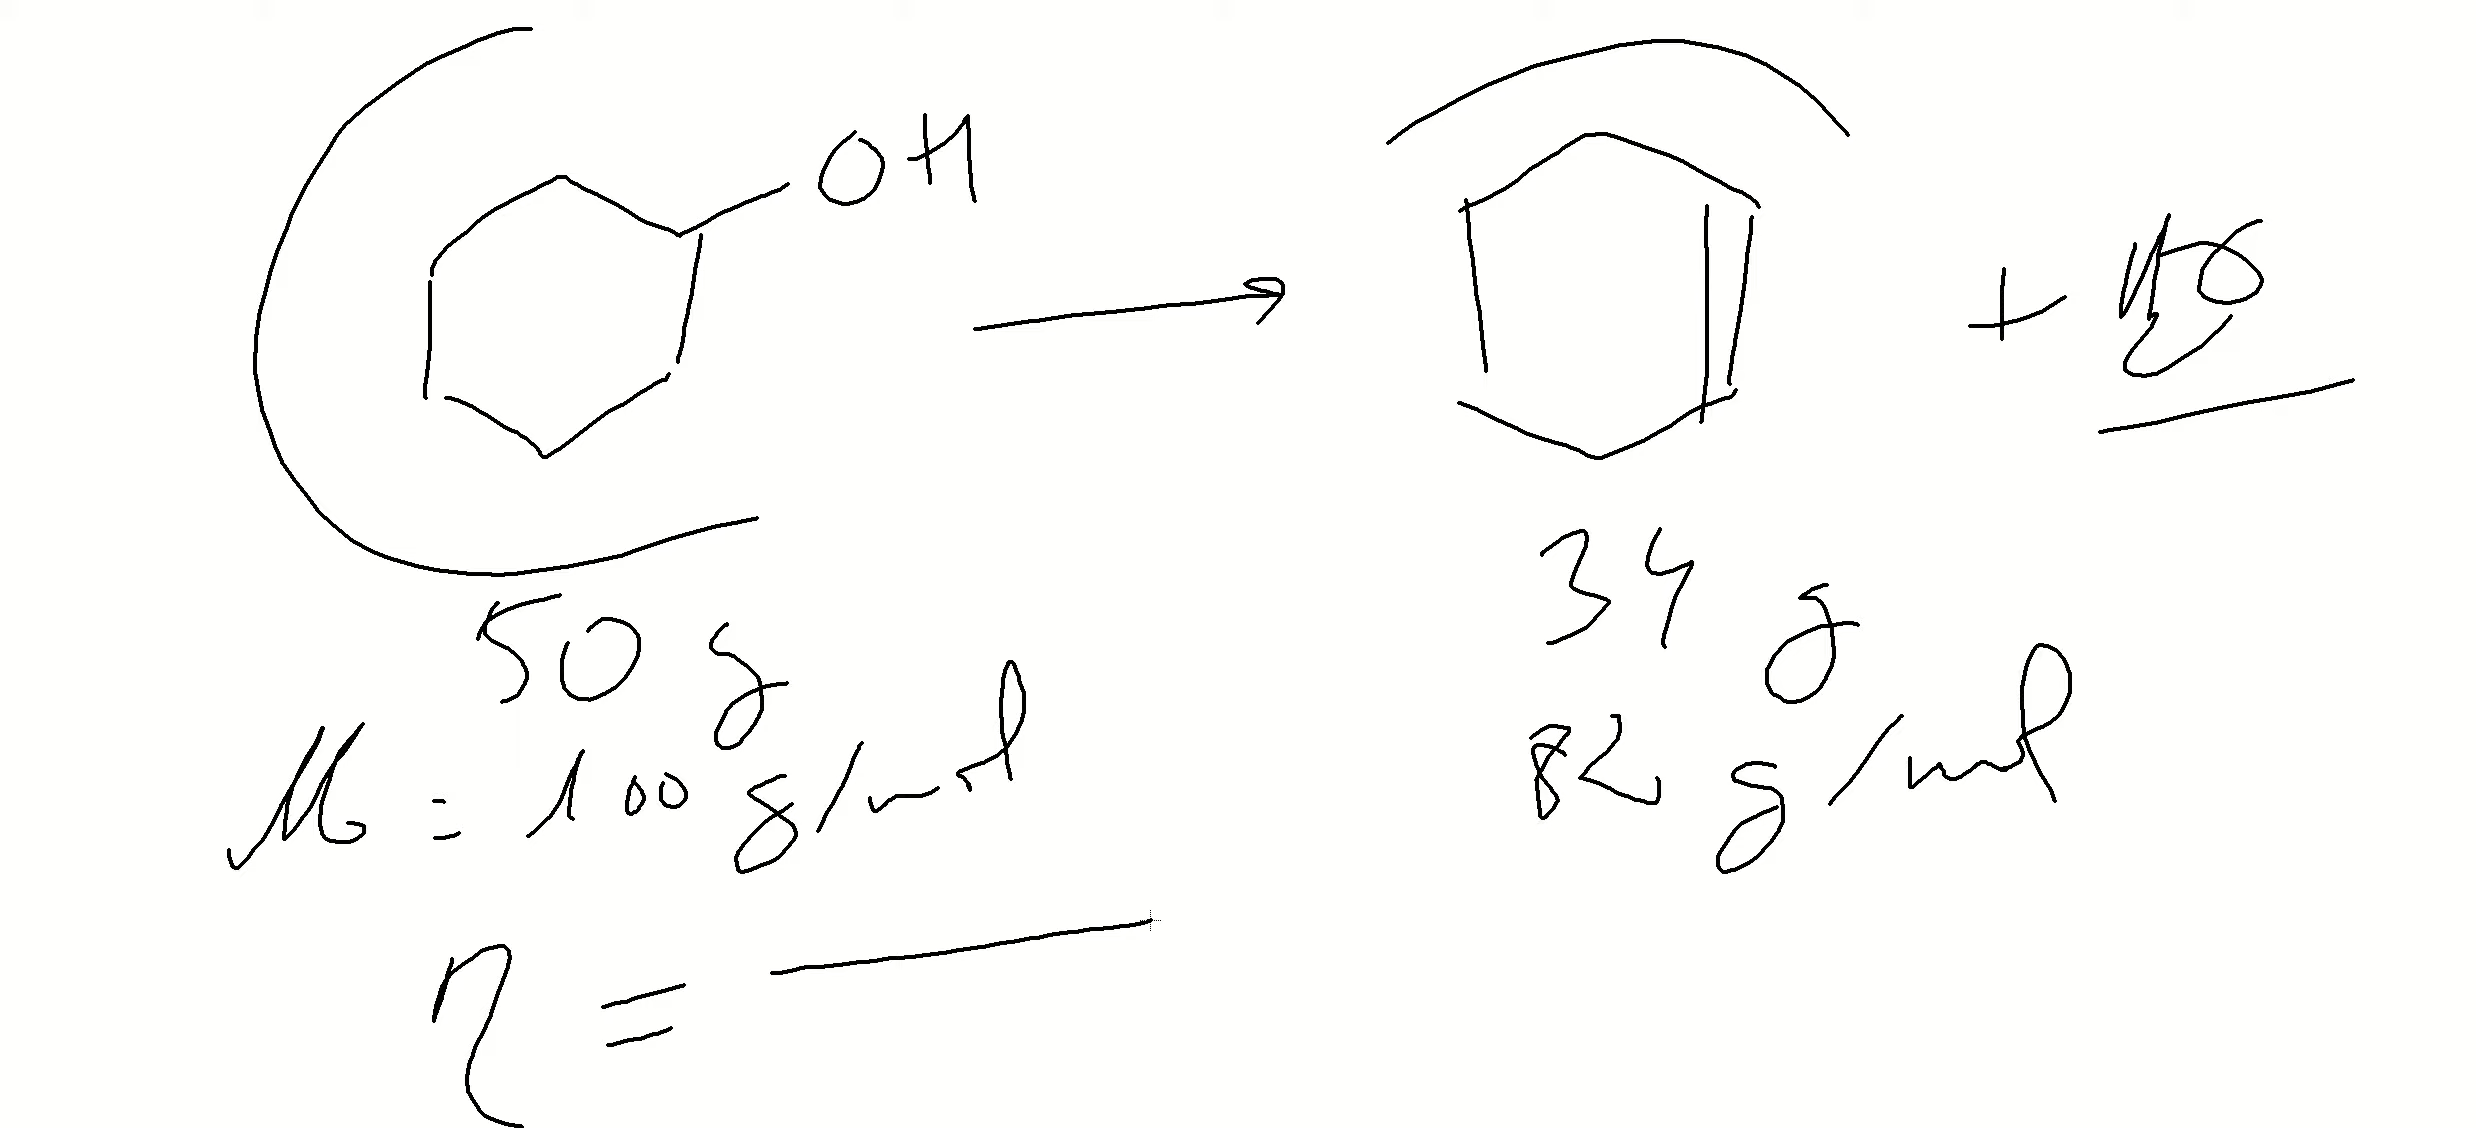 OH
+ H₂O
50 g
34 g
M = 100 g/mol
82 g/mol
η =